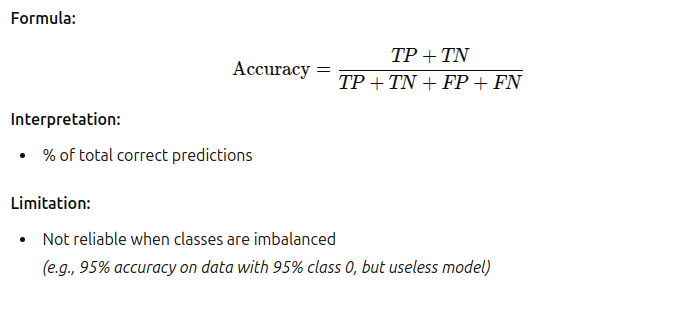 Formula:
Accuracy = \frac{TP + TN}{TP + TN + FP + FN}
Interpretation:
• % of total correct predictions
Limitation:
• Not reliable when classes are imbalanced
(e.g., 95% accuracy on data with 95% class 0, but useless model)